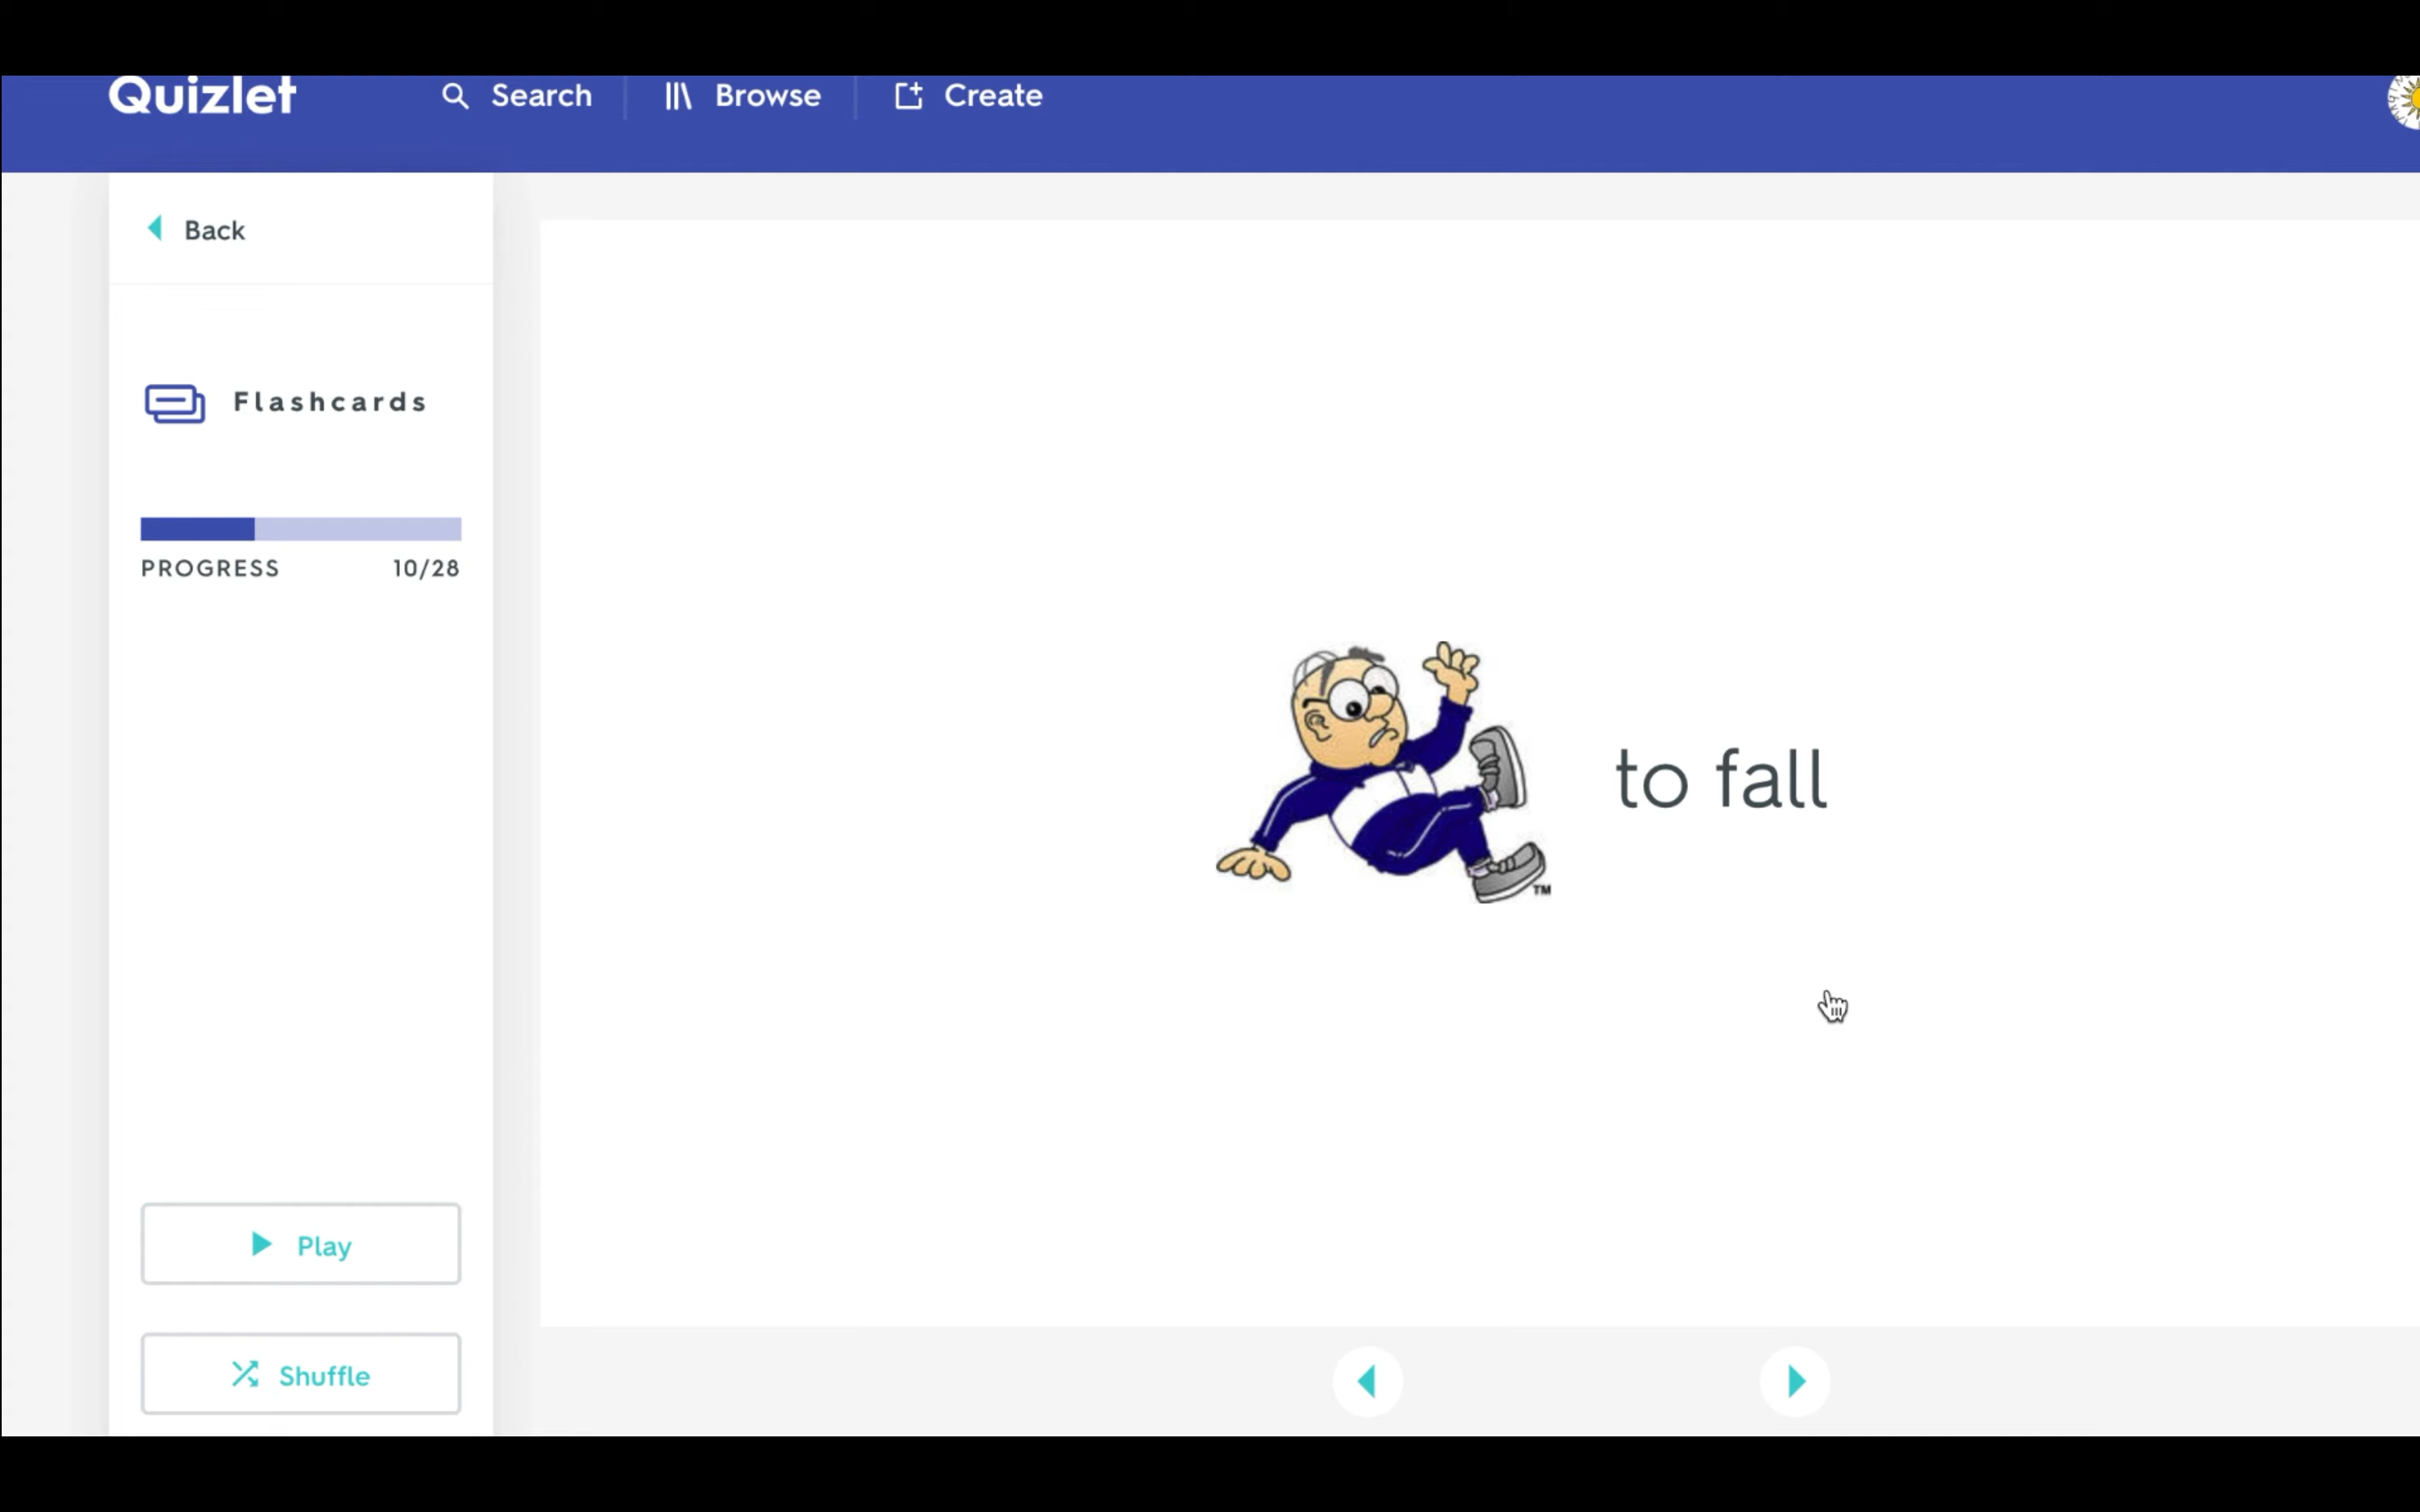 Quizlet
Search
Browse
Create
Back
Flashcards
PROGRESS 10/28
to fall
TM
Play
Shuffle